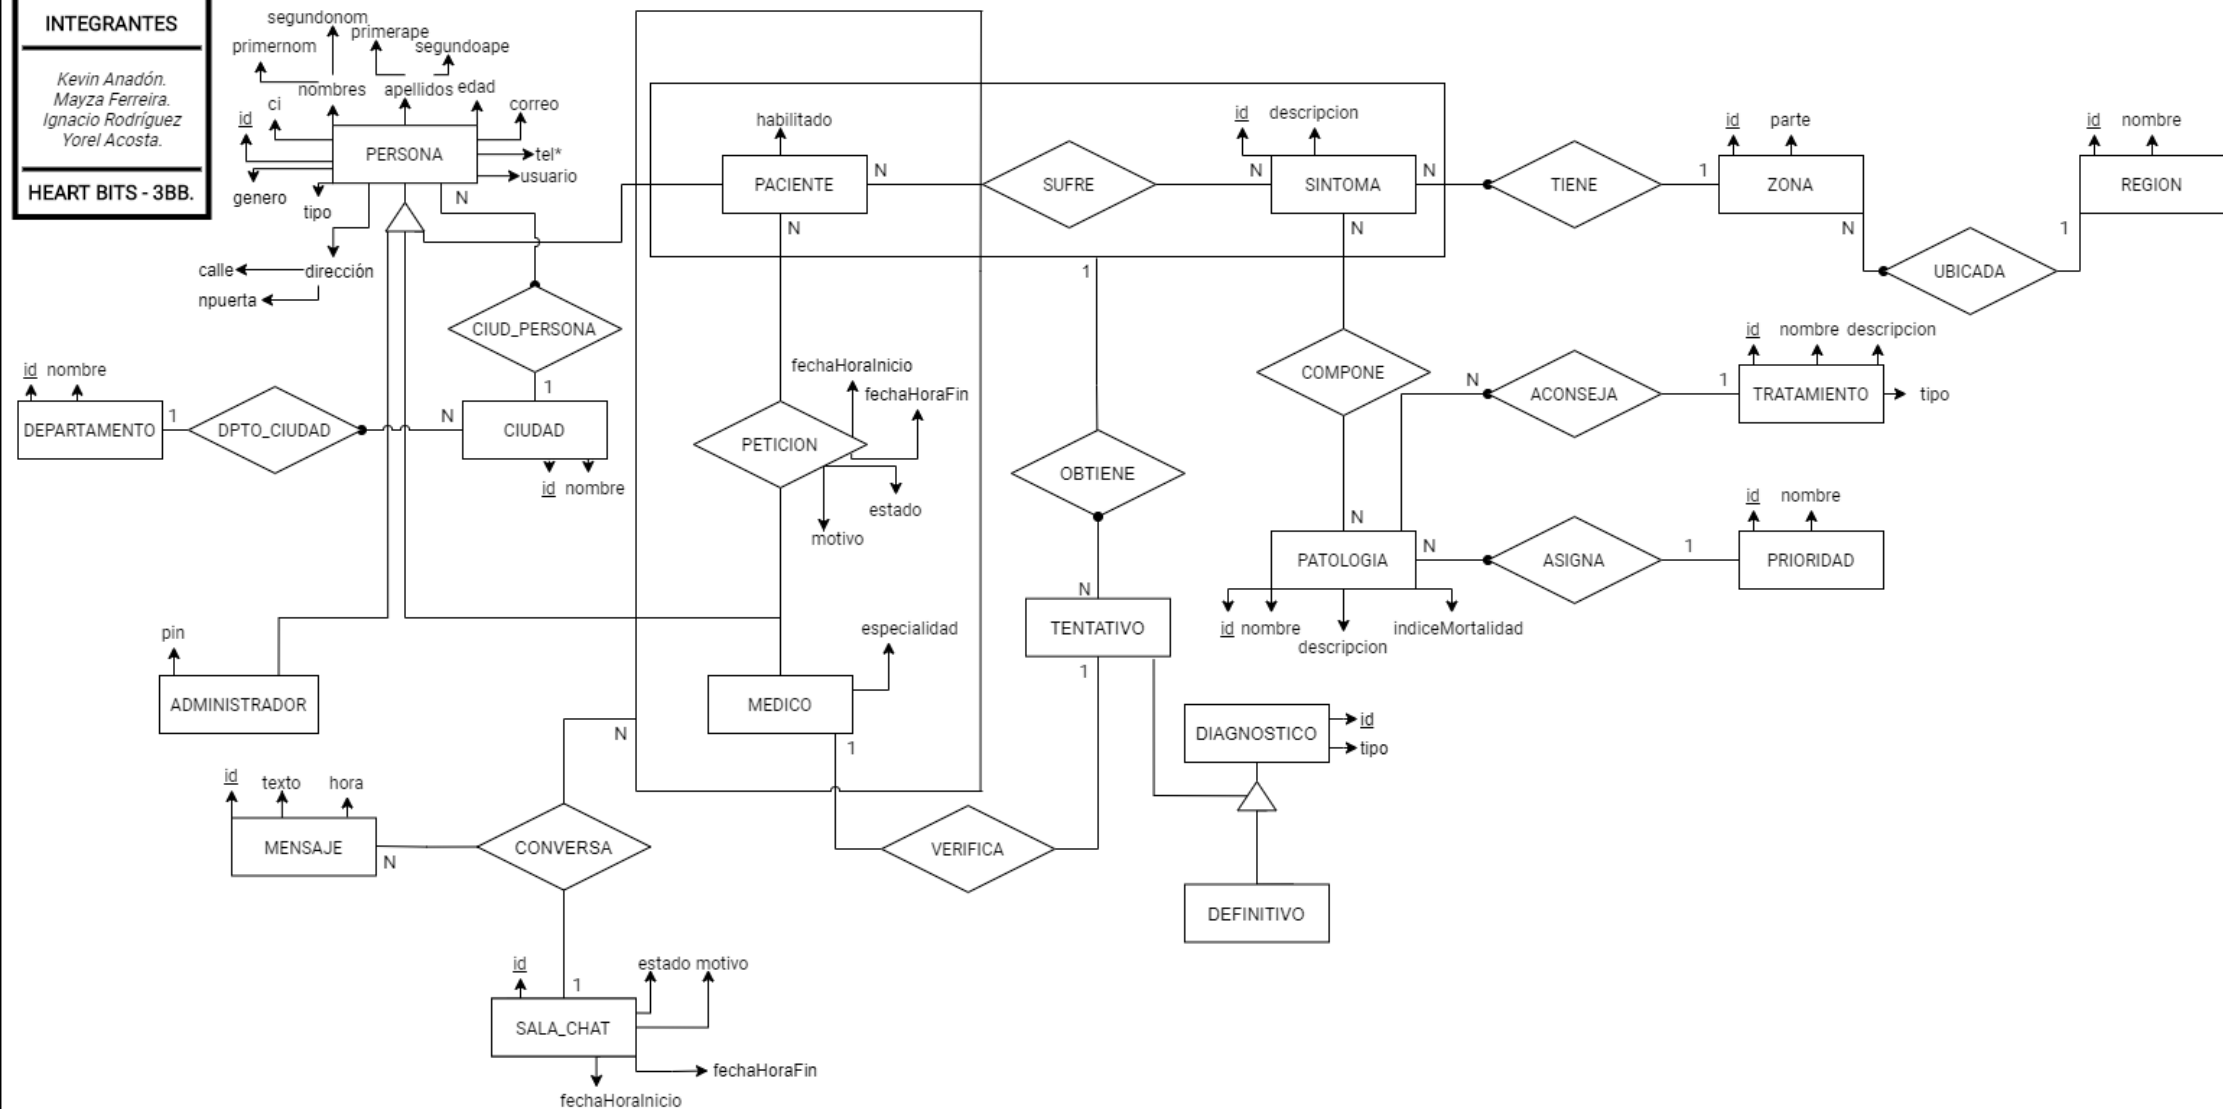 INTEGRANTES
Kevin Anadón.
Mayza Ferreira.
Ignacio Rodríguez
Yorel Acosta.
HEART BITS - 3BB.
segundonom
primernom
primerape
segundoape
nombres
apellidos
edad
ci
id
correo
PERSONA
tel*
usuario
genero
tipo
N
dirección
calle
npuerta
CIUD_PERSONA
1
id nombre
DEPARTAMENTO
1
DPTO_CIUDAD
N
CIUDAD
id nombre
habilitado
PACIENTE
N
SUFRE
N
id descripcion
SINTOMA
N
TIENE
1
id parte
ZONA
N
UBICADA
1
id nombre
REGION
N
N
1
fechaHoraInicio
fechaHoraFin
PETICION
estado
motivo
OBTIENE
COMPONE
N
ACONSEJA
1
id nombre descripcion
TRATAMIENTO
tipo
N
PATOLOGIA
N
ASIGNA
1
id nombre
PRIORIDAD
id nombre
descripcion
indiceMortalidad
N
TENTATIVO
1
pin
ADMINISTRADOR
especialidad
MEDICO
1
N
DIAGNOSTICO
id
tipo
id texto hora
MENSAJE
N
CONVERSA
VERIFICA
DEFINITIVO
id
estado motivo
1
SALA_CHAT
fechaHoraFin
fechaHoraInicio